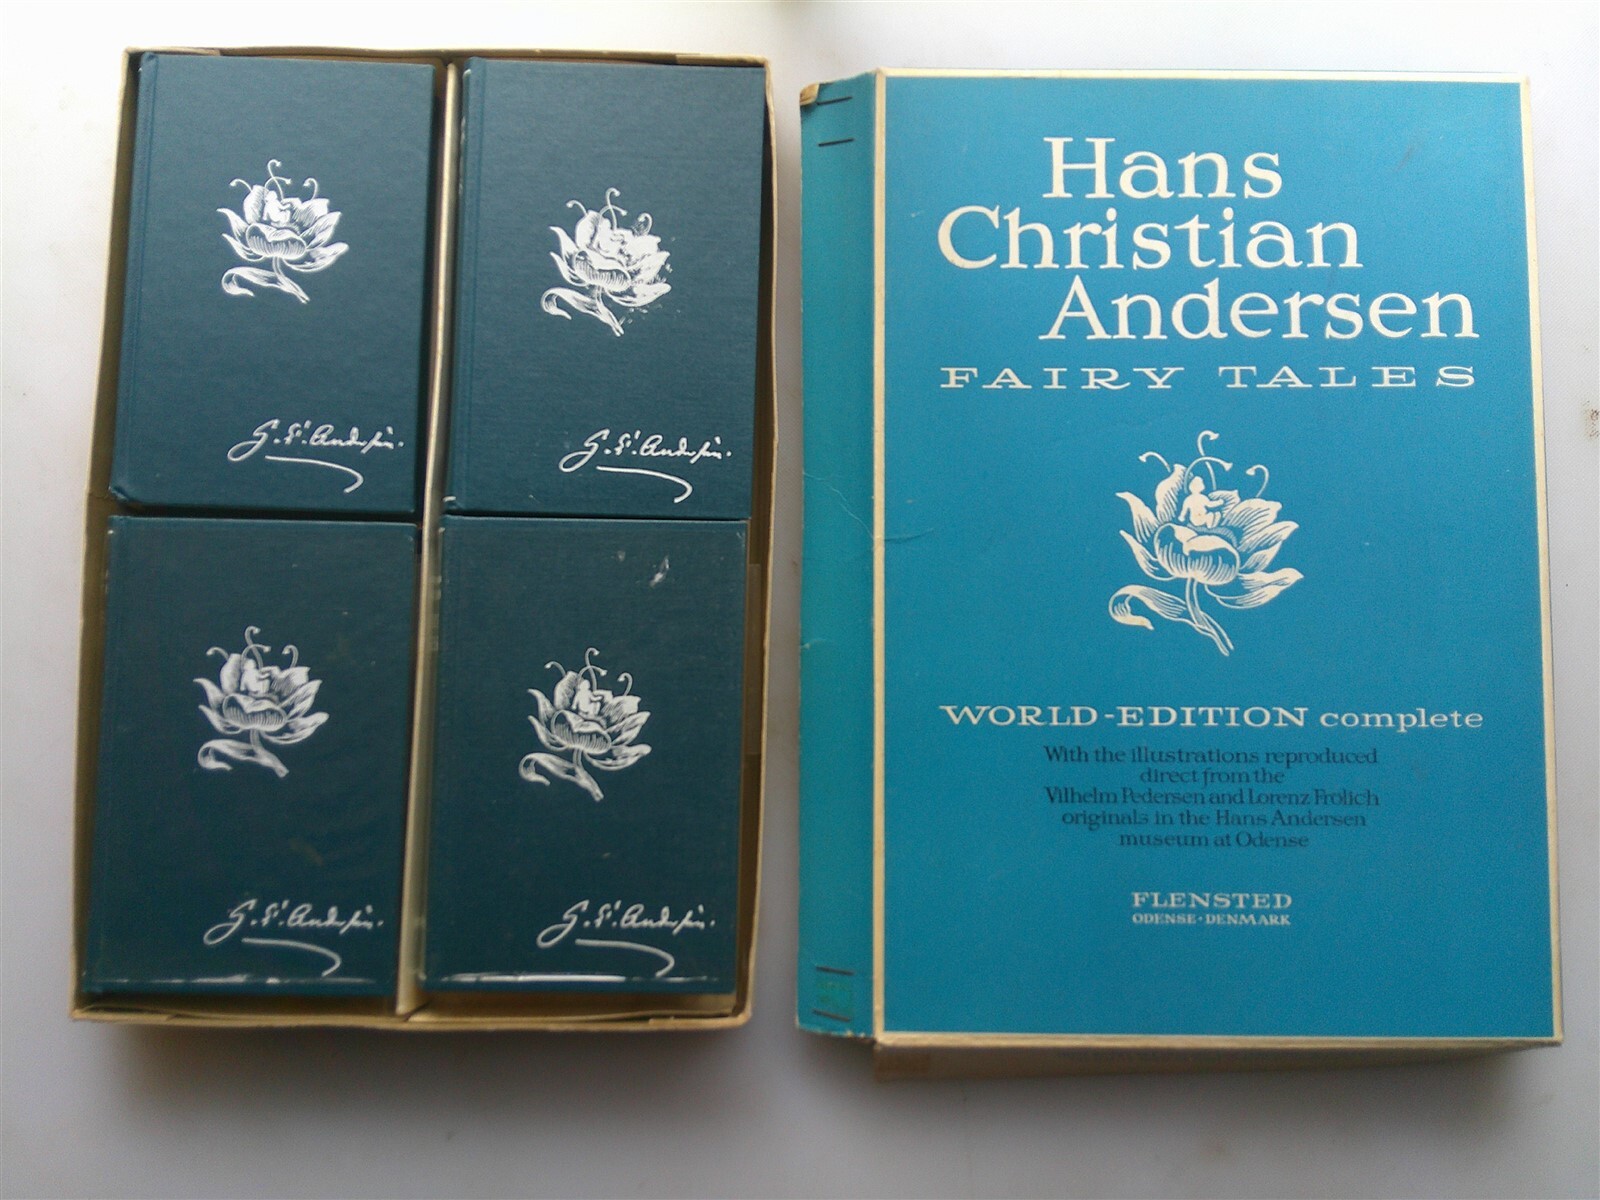 H. C. Andersen.
H. C. Andersen.
H. C. Andersen.
H. C. Andersen.
Hans
Christian
Andersen
FAIRY TALES
WORLD-EDITION complete
With the illustrations reproduced
direct from the
Vilhelm Pedersen and Lorenz Frölich
originals in the Hans Andersen
museum at Odense
FLENSTED
ODENSE · DENMARK